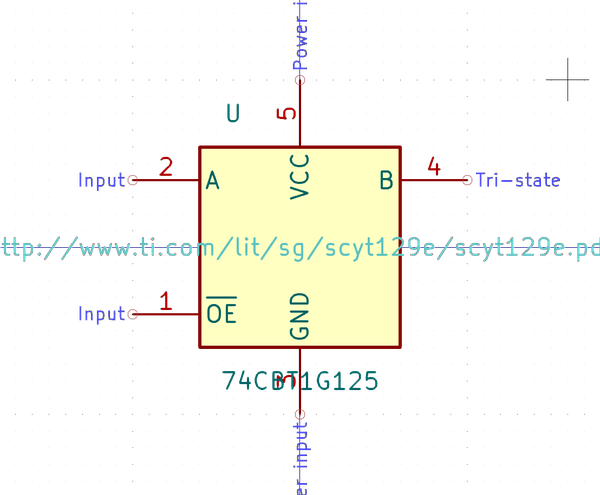 Power i
U
5
2
Input
A
VCC
B
4
Tri-state
ttp://www.ti.com/lit/sg/scyt129e/scyt129e.pd
1
Input
OE
GND
74CBT1G125
3
er input